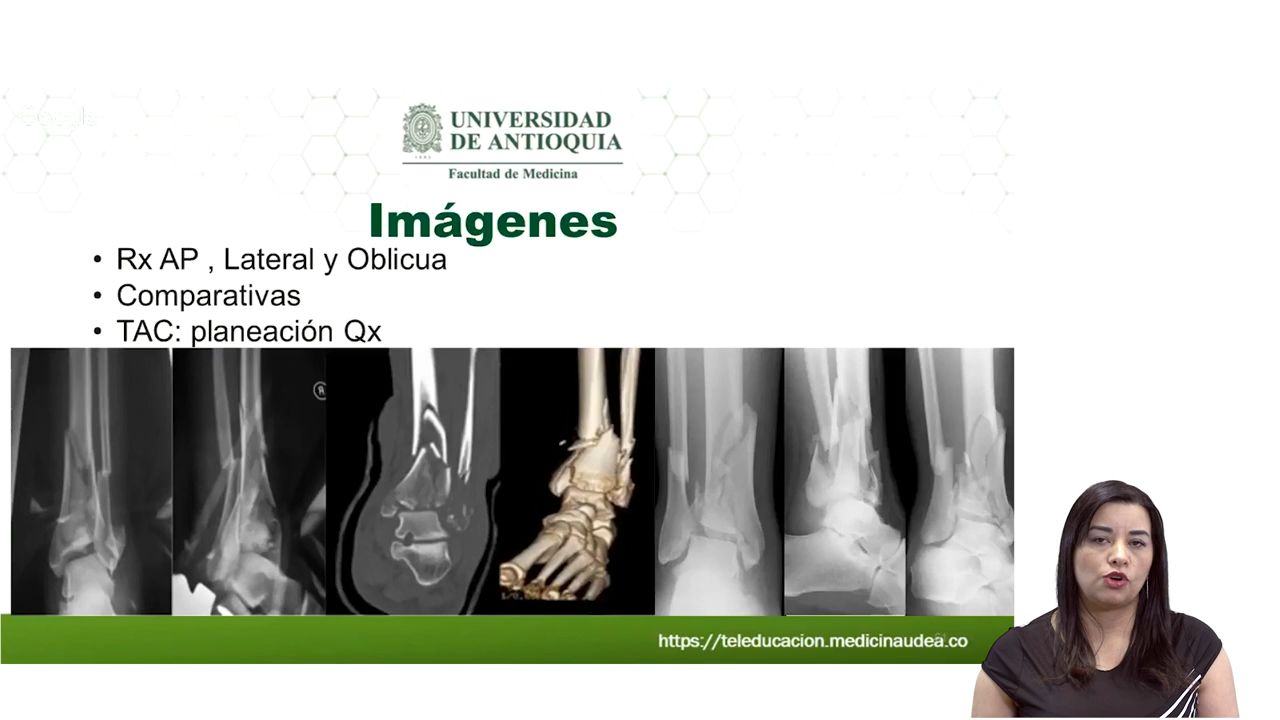 UNIVERSIDAD
DE ANTIOQUIA
1803
Facultad de Medicina
Imágenes
• Rx AP , Lateral y Oblicua
• Comparativas
• TAC: planeación Qx
R
https://teleducacion.medicinaudea.co